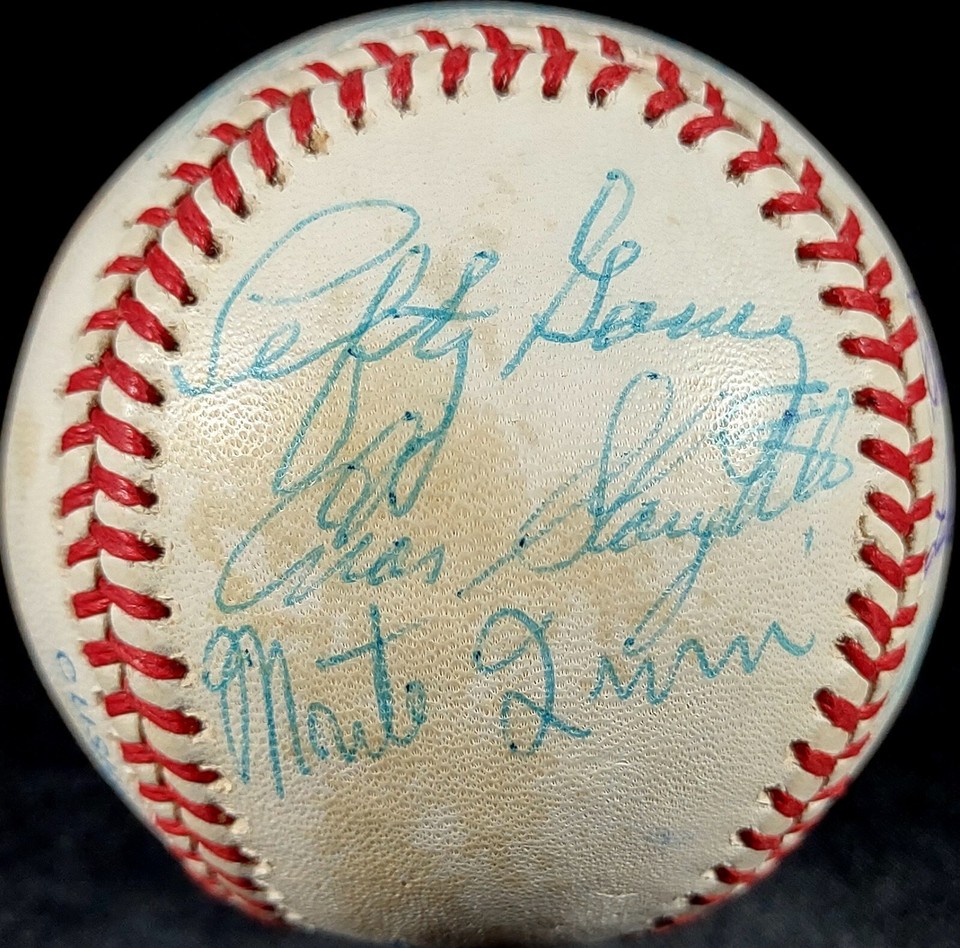 Lefty Gomez
Enos Slaughter
Monte Irvin